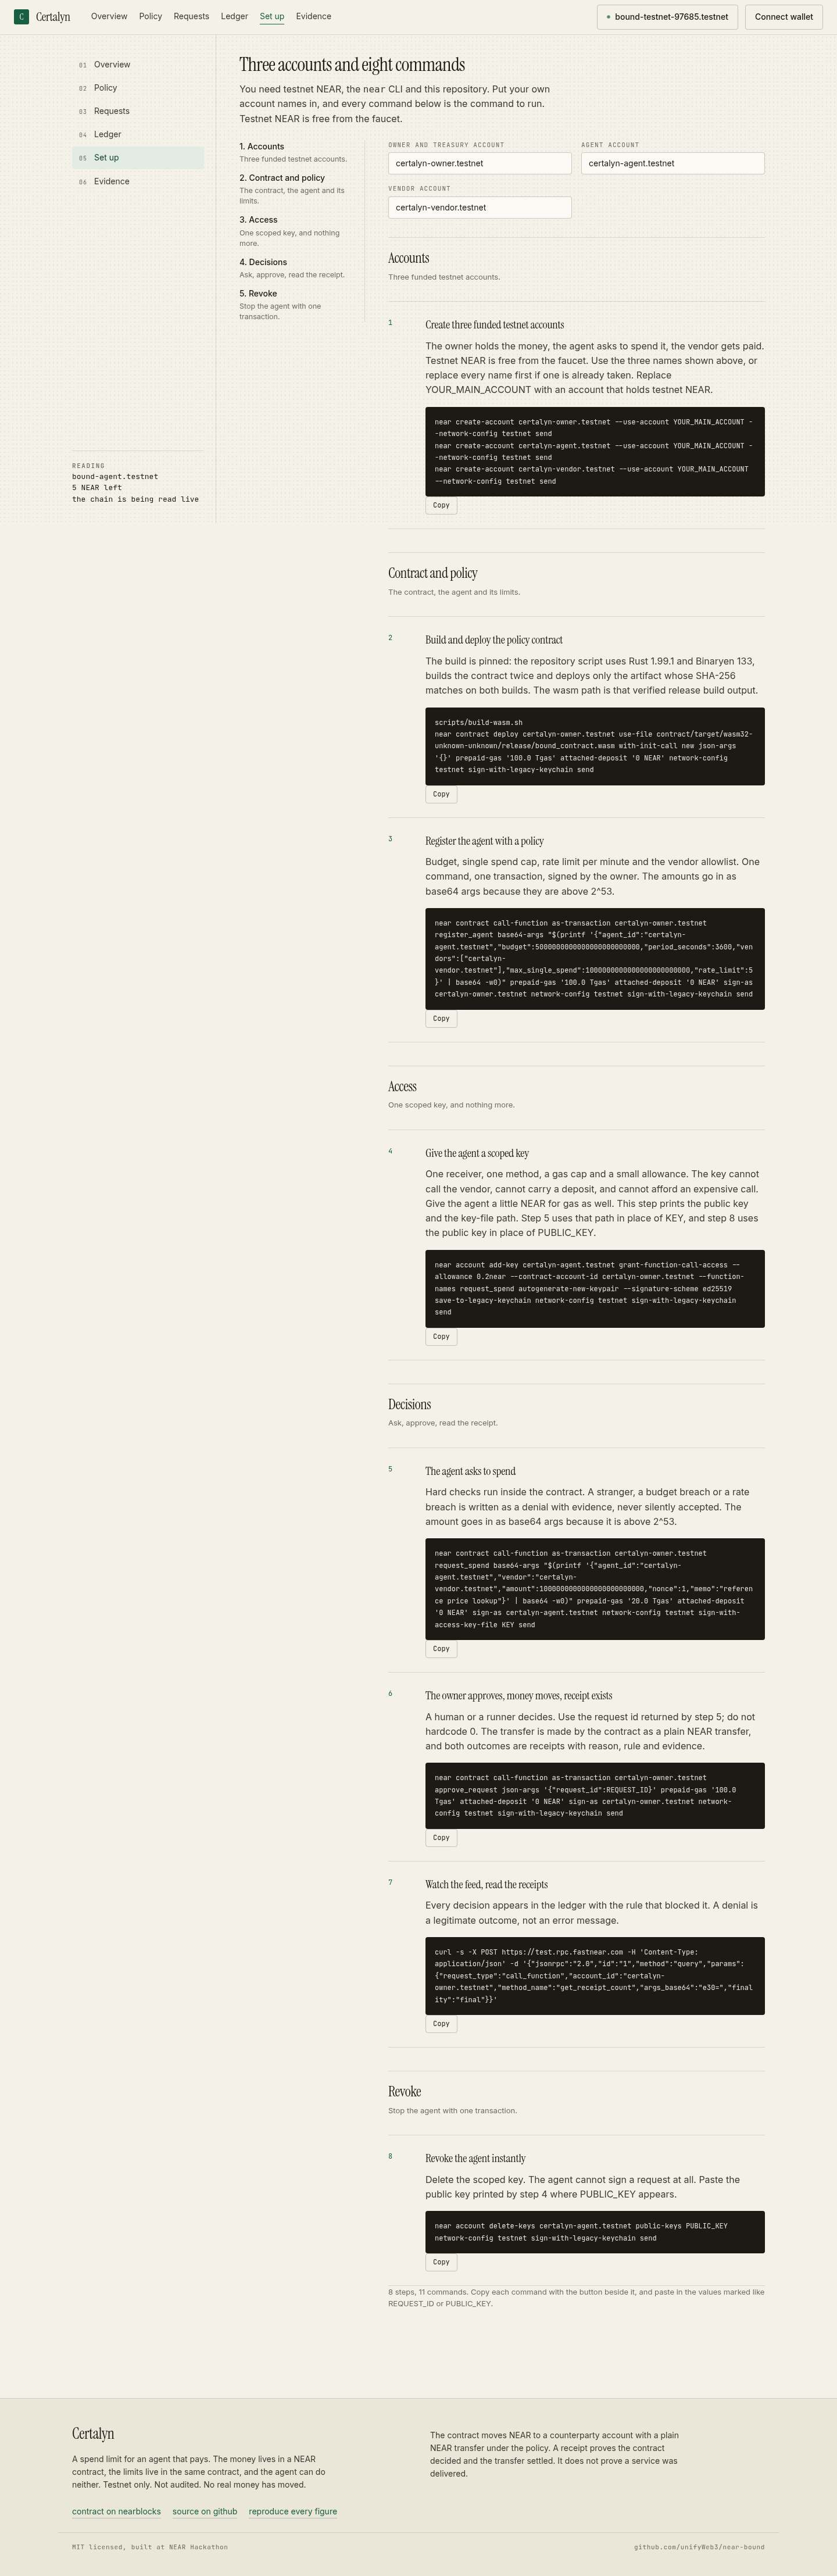 C Certalyn Overview Policy Requests Ledger Set up Evidence bound-testnet-97685.testnet Connect wallet
01 Overview
02 Policy
03 Requests
04 Ledger
05 Set up
06 Evidence
READING
bound-agent.testnet
5 NEAR left
the chain is being read live
Three accounts and eight commands
You need testnet NEAR, the near CLI and this repository. Put your own
account names in, and every command below is the command to run.
Testnet NEAR is free from the faucet.
1. Accounts
Three funded testnet accounts.
2. Contract and policy
The contract, the agent and its
limits.
3. Access
One scoped key, and nothing
more.
4. Decisions
Ask, approve, read the receipt.
5. Revoke
Stop the agent with one
transaction.
OWNER AND TREASURY ACCOUNT
certalyn-owner.testnet
AGENT ACCOUNT
certalyn-agent.testnet
VENDOR ACCOUNT
certalyn-vendor.testnet
Accounts
Three funded testnet accounts.
1 Create three funded testnet accounts
The owner holds the money, the agent asks to spend it, the vendor gets paid.
Testnet NEAR is free from the faucet. Use the three names shown above, or
replace every name first if one is already taken. Replace
YOUR_MAIN_ACCOUNT with an account that holds testnet NEAR.
near create-account certalyn-owner.testnet --use-account YOUR_MAIN_ACCOUNT -
-network-config testnet send
near create-account certalyn-agent.testnet --use-account YOUR_MAIN_ACCOUNT -
-network-config testnet send
near create-account certalyn-vendor.testnet --use-account YOUR_MAIN_ACCOUNT
--network-config testnet send
Copy
Contract and policy
The contract, the agent and its limits.
2 Build and deploy the policy contract
The build is pinned: the repository script uses Rust 1.99.1 and Binaryen 133,
builds the contract twice and deploys only the artifact whose SHA-256
matches on both builds. The wasm path is that verified release build output.
scripts/build-wasm.sh
near contract deploy certalyn-owner.testnet use-file contract/target/wasm32-
unknown-unknown/release/bound_contract.wasm with-init-call new json-args
'{}' prepaid-gas '100.0 Tgas' attached-deposit '0 NEAR' network-config
testnet sign-with-legacy-keychain send
Copy
3 Register the agent with a policy
Budget, single spend cap, rate limit per minute and the vendor allowlist. One
command, one transaction, signed by the owner. The amounts go in as
base64 args because they are above 2^53.
near contract call-function as-transaction certalyn-owner.testnet
register_agent base64-args "$(printf '{"agent_id":"certalyn-
agent.testnet","budget":5000000000000000000000000,"period_seconds":3600,"ven
dors":["certalyn-
vendor.testnet"],"max_single_spend":1000000000000000000000000,"rate_limit":5
}' | base64 -w0)" prepaid-gas '100.0 Tgas' attached-deposit '0 NEAR' sign-as
certalyn-owner.testnet network-config testnet sign-with-legacy-keychain send
Copy
Access
One scoped key, and nothing more.
4 Give the agent a scoped key
One receiver, one method, a gas cap and a small allowance. The key cannot
call the vendor, cannot carry a deposit, and cannot afford an expensive call.
Give the agent a little NEAR for gas as well. This step prints the public key
and the key-file path. Step 5 uses that path in place of KEY, and step 8 uses
the public key in place of PUBLIC_KEY.
near account add-key certalyn-agent.testnet grant-function-call-access --
allowance 0.2near --contract-account-id certalyn-owner.testnet --function-
names request_spend autogenerate-new-keypair --signature-scheme ed25519
save-to-legacy-keychain network-config testnet sign-with-legacy-keychain
send
Copy
Decisions
Ask, approve, read the receipt.
5 The agent asks to spend
Hard checks run inside the contract. A stranger, a budget breach or a rate
breach is written as a denial with evidence, never silently accepted. The
amount goes in as base64 args because it is above 2^53.
near contract call-function as-transaction certalyn-owner.testnet
request_spend base64-args "$(printf '{"agent_id":"certalyn-
agent.testnet","vendor":"certalyn-
vendor.testnet","amount":1000000000000000000000000,"nonce":1,"memo":"referen
ce price lookup"}' | base64 -w0)" prepaid-gas '20.0 Tgas' attached-deposit
'0 NEAR' sign-as certalyn-agent.testnet network-config testnet sign-with-
access-key-file KEY send
Copy
6 The owner approves, money moves, receipt exists
A human or a runner decides. Use the request id returned by step 5; do not
hardcode 0. The transfer is made by the contract as a plain NEAR transfer,
and both outcomes are receipts with reason, rule and evidence.
near contract call-function as-transaction certalyn-owner.testnet
approve_request json-args '{"request_id":REQUEST_ID}' prepaid-gas '100.0
Tgas' attached-deposit '0 NEAR' sign-as certalyn-owner.testnet network-
config testnet sign-with-legacy-keychain send
Copy
7 Watch the feed, read the receipts
Every decision appears in the ledger with the rule that blocked it. A denial is
a legitimate outcome, not an error message.
curl -s -X POST https://test.rpc.fastnear.com -H 'Content-Type:
application/json' -d '{"jsonrpc":"2.0","id":"1","method":"query","params":
{"request_type":"call_function","account_id":"certalyn-
owner.testnet","method_name":"get_receipt_count","args_base64":"e30=","final
ity":"final"}}'
Copy
Revoke
Stop the agent with one transaction.
8 Revoke the agent instantly
Delete the scoped key. The agent cannot sign a request at all. Paste the
public key printed by step 4 where PUBLIC_KEY appears.
near account delete-keys certalyn-agent.testnet public-keys PUBLIC_KEY
network-config testnet sign-with-legacy-keychain send
Copy
8 steps, 11 commands. Copy each command with the button beside it, and paste in the values marked like
REQUEST_ID or PUBLIC_KEY.
Certalyn
A spend limit for an agent that pays. The money lives in a NEAR
contract, the limits live in the same contract, and the agent can do
neither. Testnet only. Not audited. No real money has moved.
contract on nearblocks source on github reproduce every figure
The contract moves NEAR to a counterparty account with a plain
NEAR transfer under the policy. A receipt proves the contract
decided and the transfer settled. It does not prove a service was
delivered.
MIT licensed, built at NEAR Hackathon
github.com/unifyWeb3/near-bound